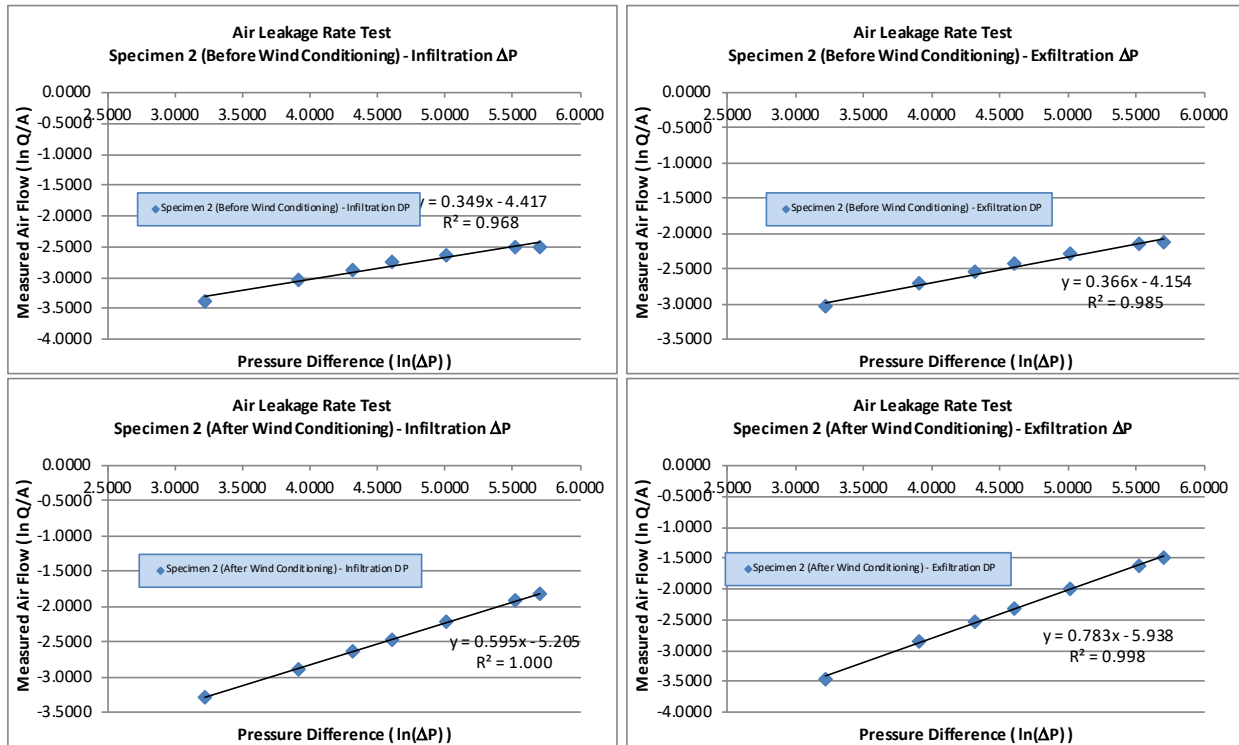 Air Leakage Rate Test
Specimen 2 (Before Wind Conditioning) - Infiltration ΔP
0.0000
2.5000 3.0000 3.5000 4.0000 4.5000 5.0000 5.5000 6.0000
-0.5000
-1.0000
-1.5000
-2.0000
-2.5000
-3.0000
-3.5000
-4.0000
Measured Air Flow ( ln Q/A)
Specimen 2 (Before Wind Conditioning) - Infiltration DP
y = 0.349x - 4.417
R² = 0.968
Pressure Difference ( ln(ΔP) )
Air Leakage Rate Test
Specimen 2 (Before Wind Conditioning) - Exfiltration ΔP
0.0000
2.5000 3.0000 3.5000 4.0000 4.5000 5.0000 5.5000 6.0000
-0.5000
-1.0000
-1.5000
-2.0000
-2.5000
-3.0000
-3.5000
Measured Air Flow ( ln Q/A)
Specimen 2 (Before Wind Conditioning) - Exfiltration DP
y = 0.366x - 4.154
R² = 0.985
Pressure Difference ( ln(ΔP) )
Air Leakage Rate Test
Specimen 2 (After Wind Conditioning) - Infiltration ΔP
0.0000
2.5000 3.0000 3.5000 4.0000 4.5000 5.0000 5.5000 6.0000
-0.5000
-1.0000
-1.5000
-2.0000
-2.5000
-3.0000
-3.5000
Measured Air Flow ( ln Q/A)
Specimen 2 (After Wind Conditioning) - Infiltration DP
y = 0.595x - 5.205
R² = 1.000
Pressure Difference ( ln(ΔP) )
Air Leakage Rate Test
Specimen 2 (After Wind Conditioning) - Exfiltration ΔP
0.0000
2.5000 3.0000 3.5000 4.0000 4.5000 5.0000 5.5000 6.0000
-0.5000
-1.0000
-1.5000
-2.0000
-2.5000
-3.0000
-3.5000
-4.0000
Measured Air Flow ( ln Q/A)
Specimen 2 (After Wind Conditioning) - Exfiltration DP
y = 0.783x - 5.938
R² = 0.998
Pressure Difference ( ln(ΔP) )